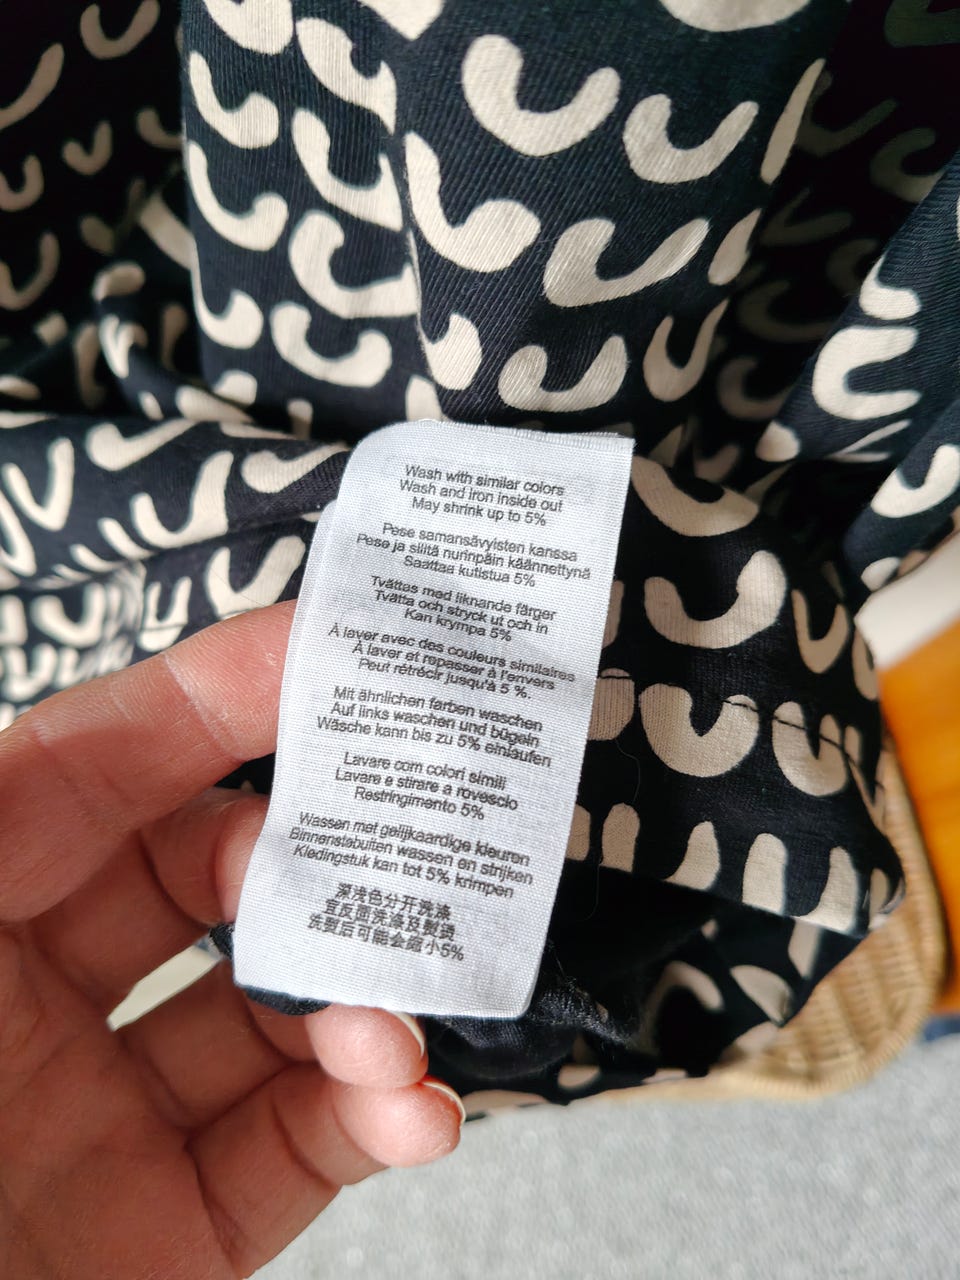 Wash with similar colors
Wash and iron inside out
May shrink up to 5%
Pese samansävyisten kanssa
Pese ja silitä nurinpäin käännettynä
Saattaa kutistua 5%
Tvättas med liknande färger
Tvätta och stryck ut och in
Kan krympa 5%
À laver avec des couleurs similaires
À laver et repasser à l'envers
Peut rétrécir jusqu'à 5 %.
Mit ähnlichen farben waschen
Auf links waschen und bügeln
Wäsche kann bis zu 5% einlaufen
Lavare com colori simili
Lavare e stirare a rovescio
Restringimento 5%
Wassen met gelijkaardige kleuren
Binnenstebuiten wassen en strijken
Kledingstuk kan tot 5% krimpen
深浅色分开洗涤
宜反面洗涤及熨烫
洗熨后可能会缩小5%